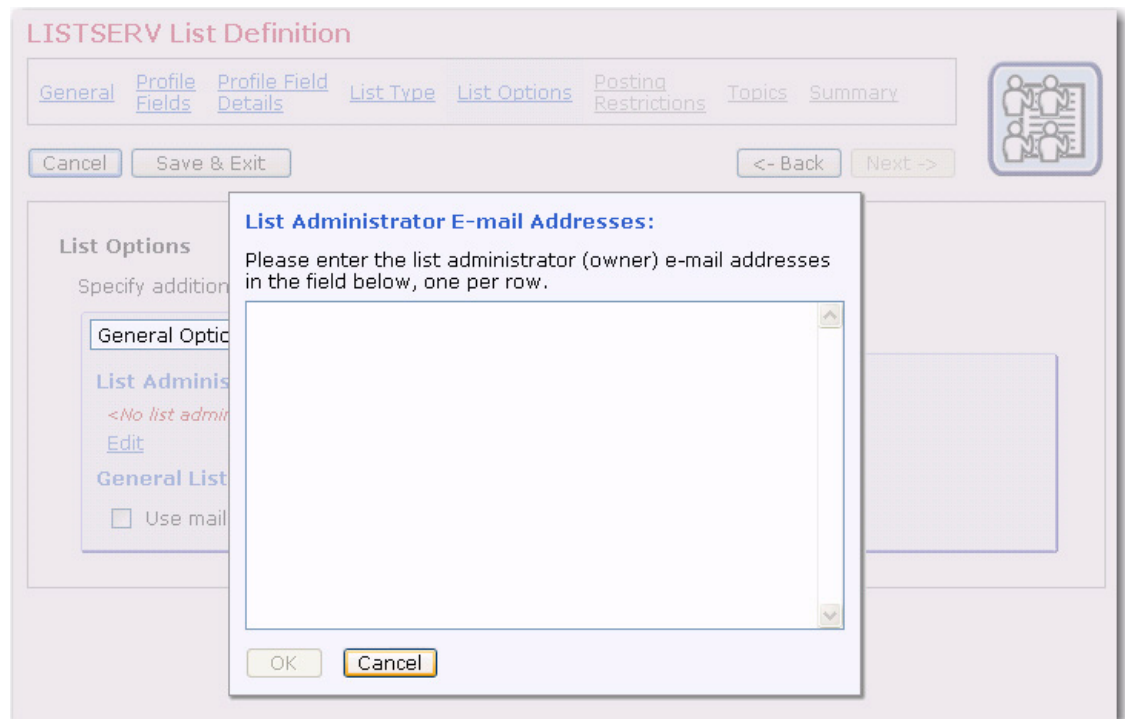 LISTSERV List Definition
General Profile Fields Profile Field Details List Type List Options Posting Restrictions Topics Summary
Cancel Save & Exit <- Back Next ->
List Administrator E-mail Addresses:
Please enter the list administrator (owner) e-mail addresses
in the field below, one per row.
OK Cancel
List Options
Specify addition
General Optio
List Adminis
<No list admin
Edit
General List
Use mail